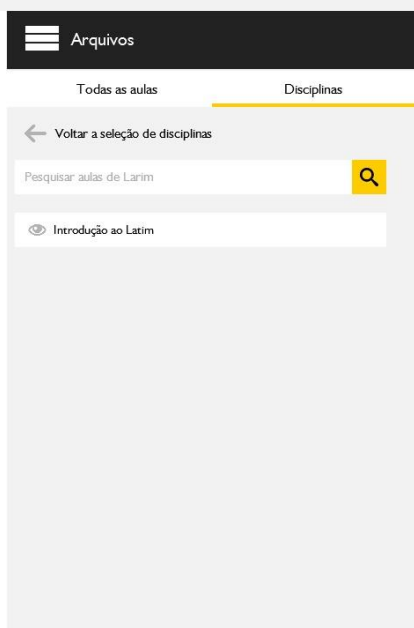 Arquivos
Todas as aulas Disciplinas
Voltar a seleção de disciplinas
Pesquisar aulas de Larim
Introdução ao Latim